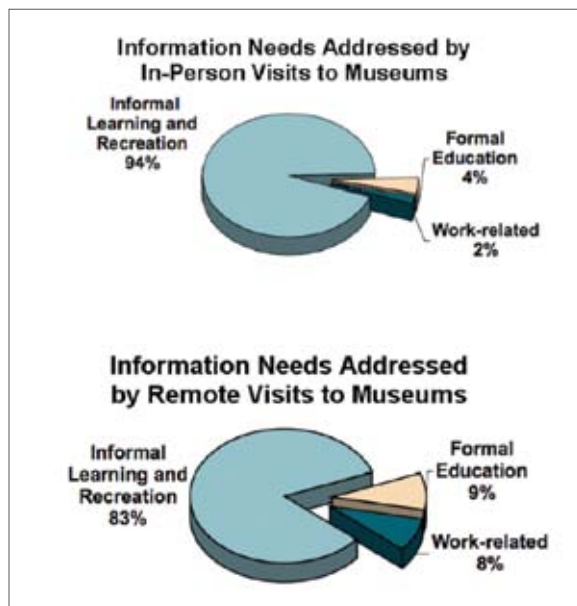 Information Needs Addressed by
In-Person Visits to Museums
Informal
Learning and
Recreation
94%
Formal
Education
4%
Work-related
2%
Information Needs Addressed
by Remote Visits to Museums
Informal
Learning and
Recreation
83%
Formal
Education
9%
Work-related
8%